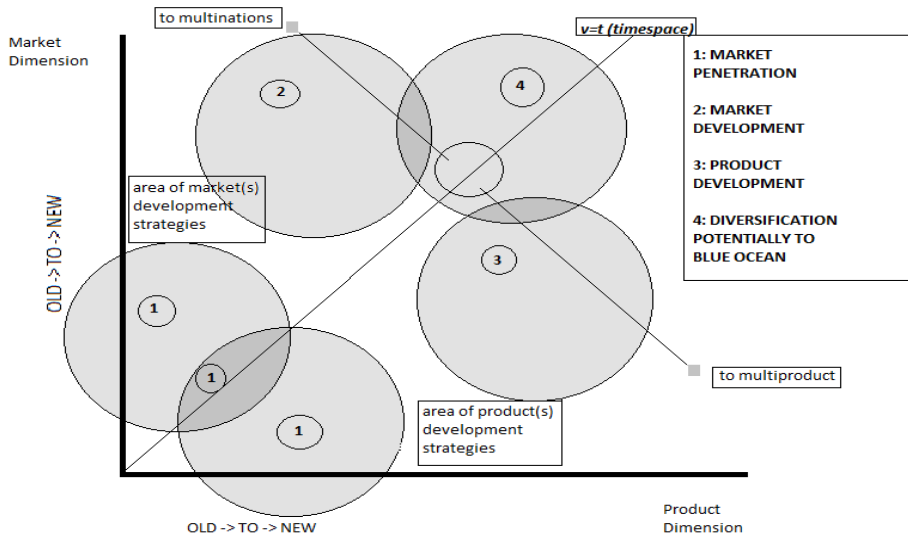 to multinations
v=t (timespace)
Market
Dimension
1: MARKET
PENETRATION
2: MARKET
DEVELOPMENT
3: PRODUCT
DEVELOPMENT
4: DIVERSIFICATION
POTENTIALLY TO
BLUE OCEAN
2
4
area of market(s)
development
strategies
OLD -> TO -> NEW
3
1
1
1
to multiproduct
area of product(s)
development
strategies
Product
Dimension
OLD -> TO -> NEW